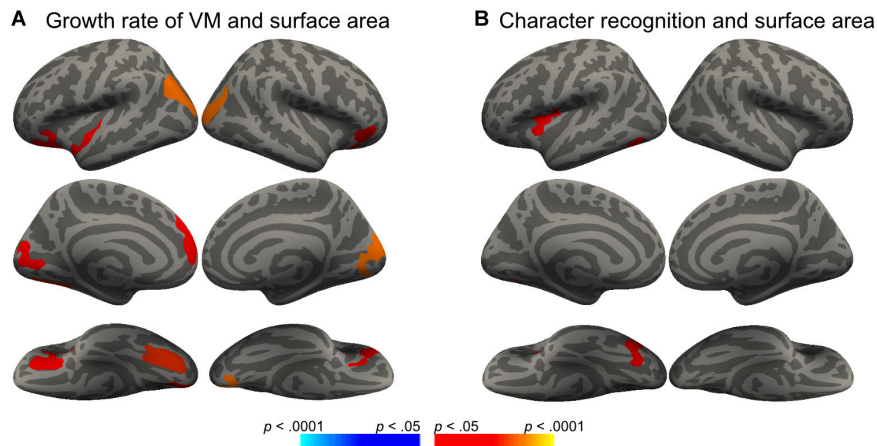 A Growth rate of VM and surface area
B Character recognition and surface area
p < .0001 p < .05 p < .05 p < .0001